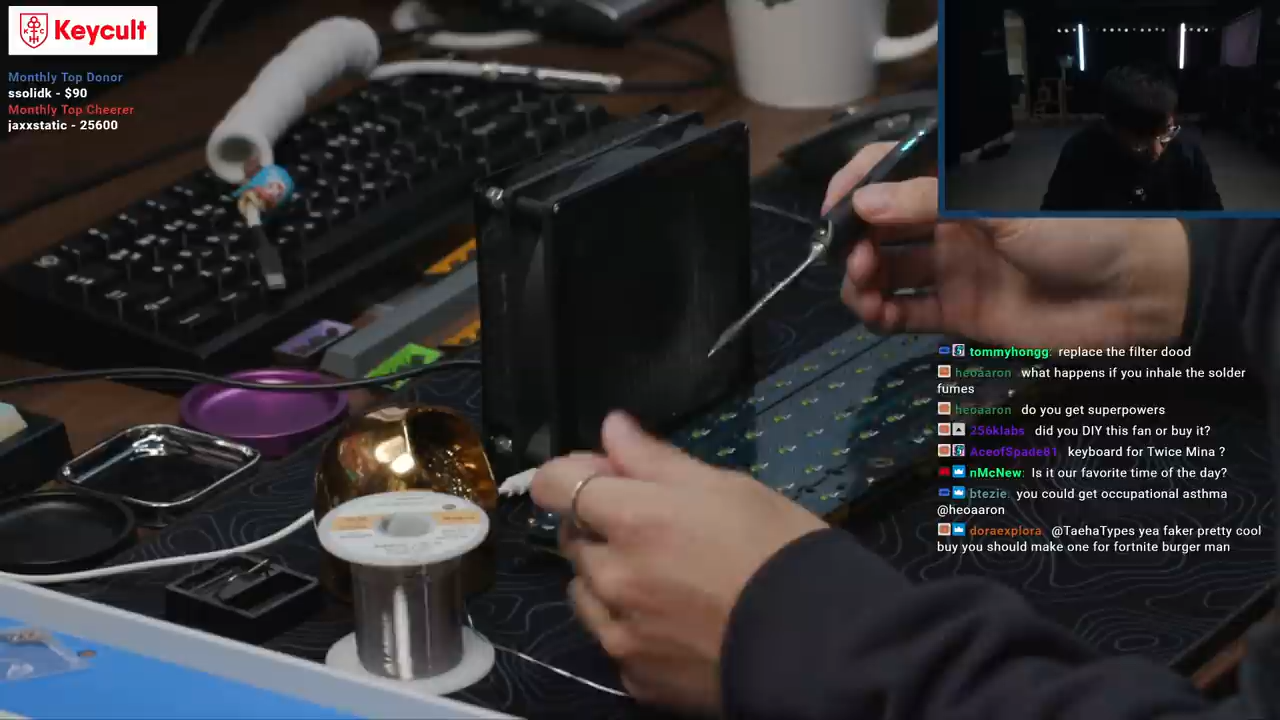 Keycult
Monthly Top Donor
ssolidk - $90
Monthly Top Cheerer
jaxxstatic - 25600
tommyhongg: replace the filter dood
heoaaron what happens if you inhale the solder
fumes
heoaaron do you get superpowers
256klabs did you DIY this fan or buy it?
AceofSpade81 keyboard for Twice Mina ?
nMcNew: Is it our favorite time of the day?
btezie: you could get occupational asthma
@heoaaron
doraexplora @TaehaTypes yea faker pretty cool
buy you should make one for fortnite burger man